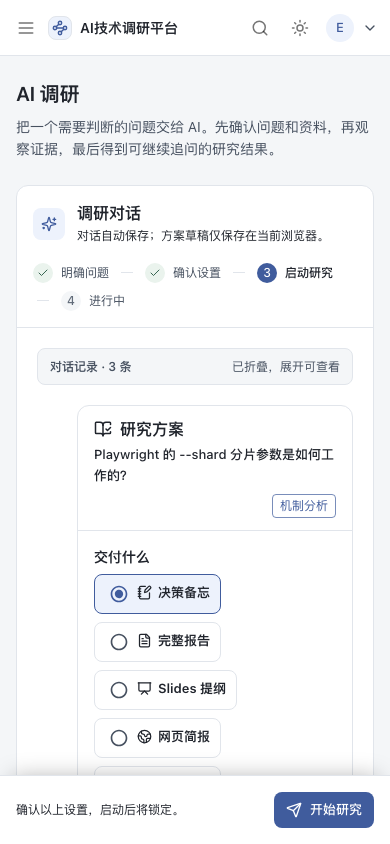 AI技术调研平台
E
AI 调研
把一个需要判断的问题交给 AI。先确认问题和资料，再观
察证据，最后得到可继续追问的研究结果。
调研对话
对话自动保存；方案草稿仅保存在当前浏览器。
明确问题
确认设置
3 启动研究
4 进行中
对话记录 · 3 条
已折叠，展开可查看
研究方案
Playwright 的 --shard 分片参数是如何工
作的?
机制分析
交付什么
决策备忘
完整报告
Slides 提纲
网页简报
确认以上设置，启动后将锁定。
开始研究